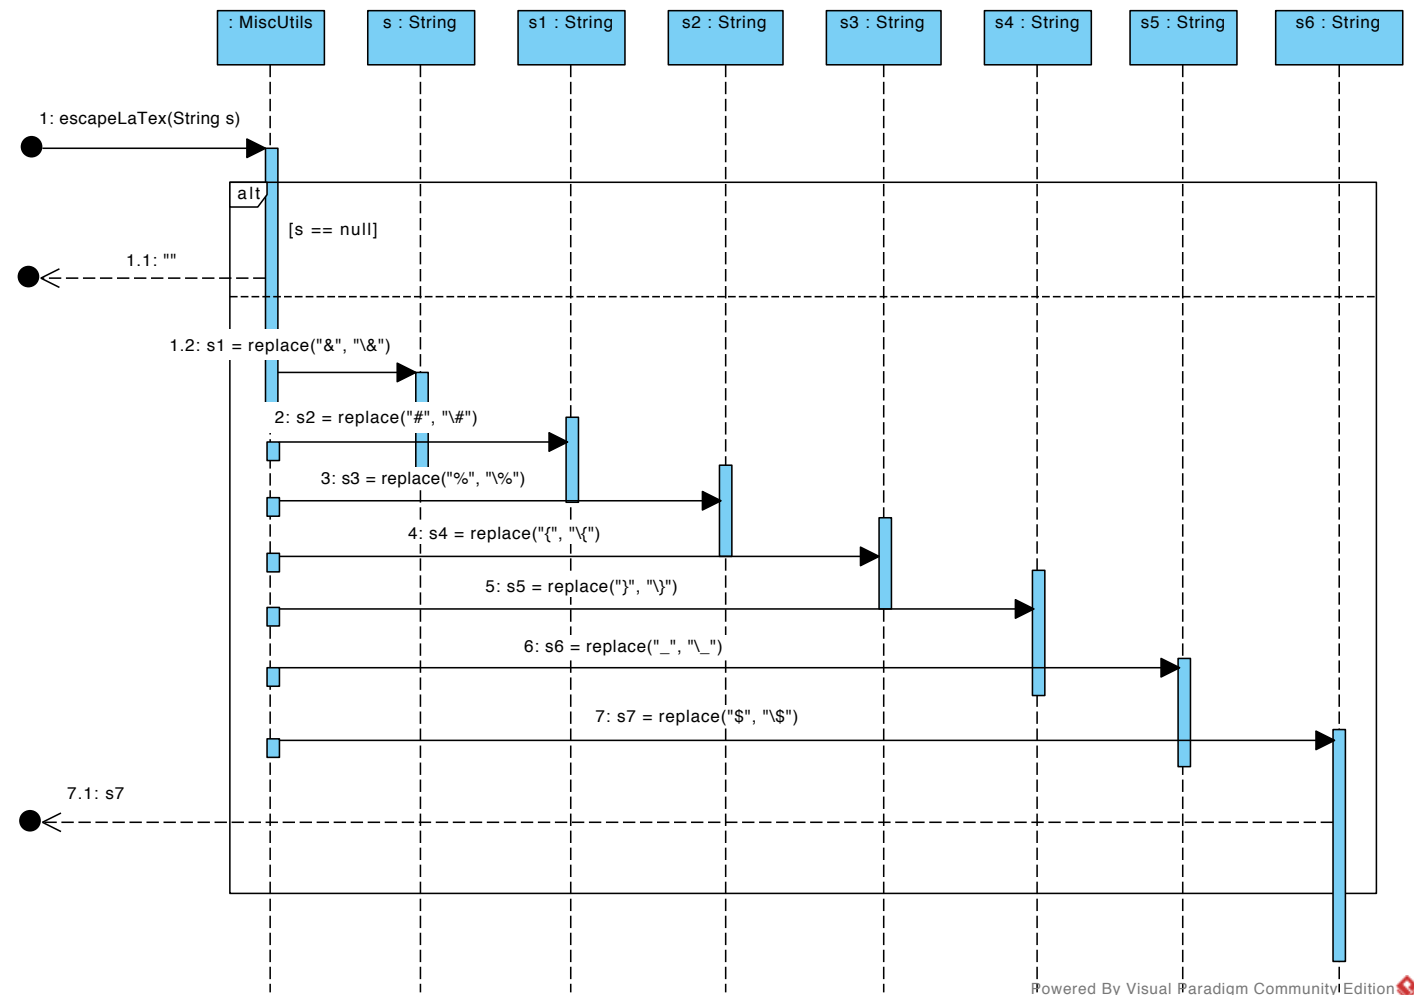 : MiscUtils
s : String
s1 : String
s2 : String
s3 : String
s4 : String
s5 : String
s6 : String
1: escapeLaTex(String s)
alt
[s == null]
1.1: ""
1.2: s1 = replace("&", "\&")
2: s2 = replace("#", "\#")
3: s3 = replace("%", "\%")
4: s4 = replace("{", "\{")
5: s5 = replace("}", "\}")
6: s6 = replace("_", "\_")
7: s7 = replace("$", "\$")
7.1: s7
Powered By Visual Paradigm Community Edition